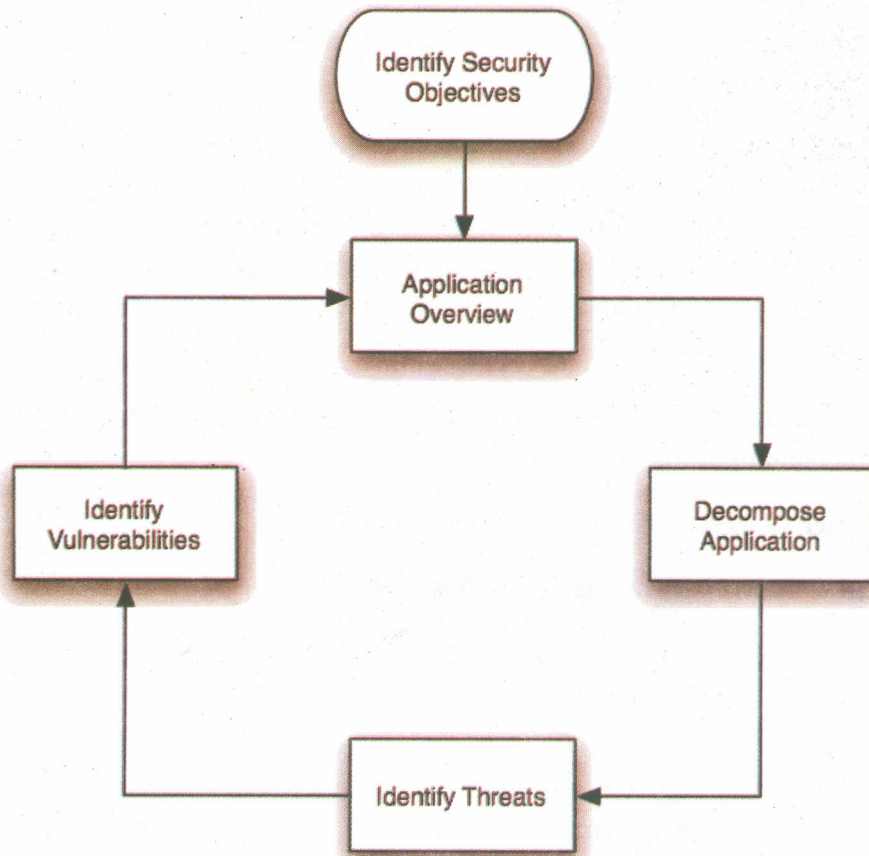 Identify Security
Objectives
Application
Overview
Decompose
Application
Identify Threats
Identify
Vulnerabilities